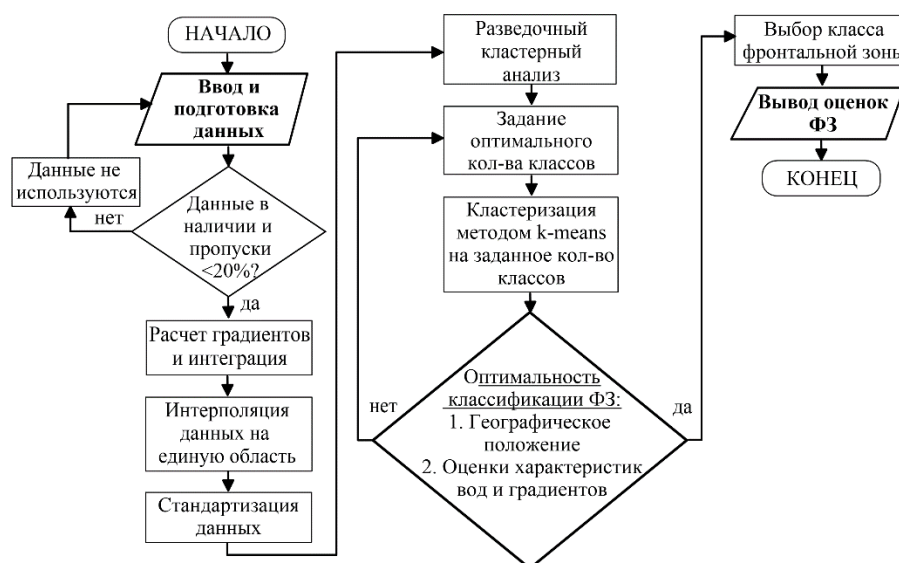 НАЧАЛО
Ввод и
подготовка
данных
Данные не
используются
нет
Данные в
наличии и
пропуски
<20%?
да
Расчет градиентов
и интеграция
Интерполяция
данных на
единую область
Стандартизация
данных
Разведочный
кластерный
анализ
Задание
оптимального
кол-ва классов
Кластеризация
методом k-means
на заданное кол-во
классов
нет
Оптимальность
классификации ФЗ:
1. Географическое
положение
2. Оценки характеристик
вод и градиентов
да
Выбор класса
фронтальной зоны
Вывод оценок
ФЗ
КОНЕЦ